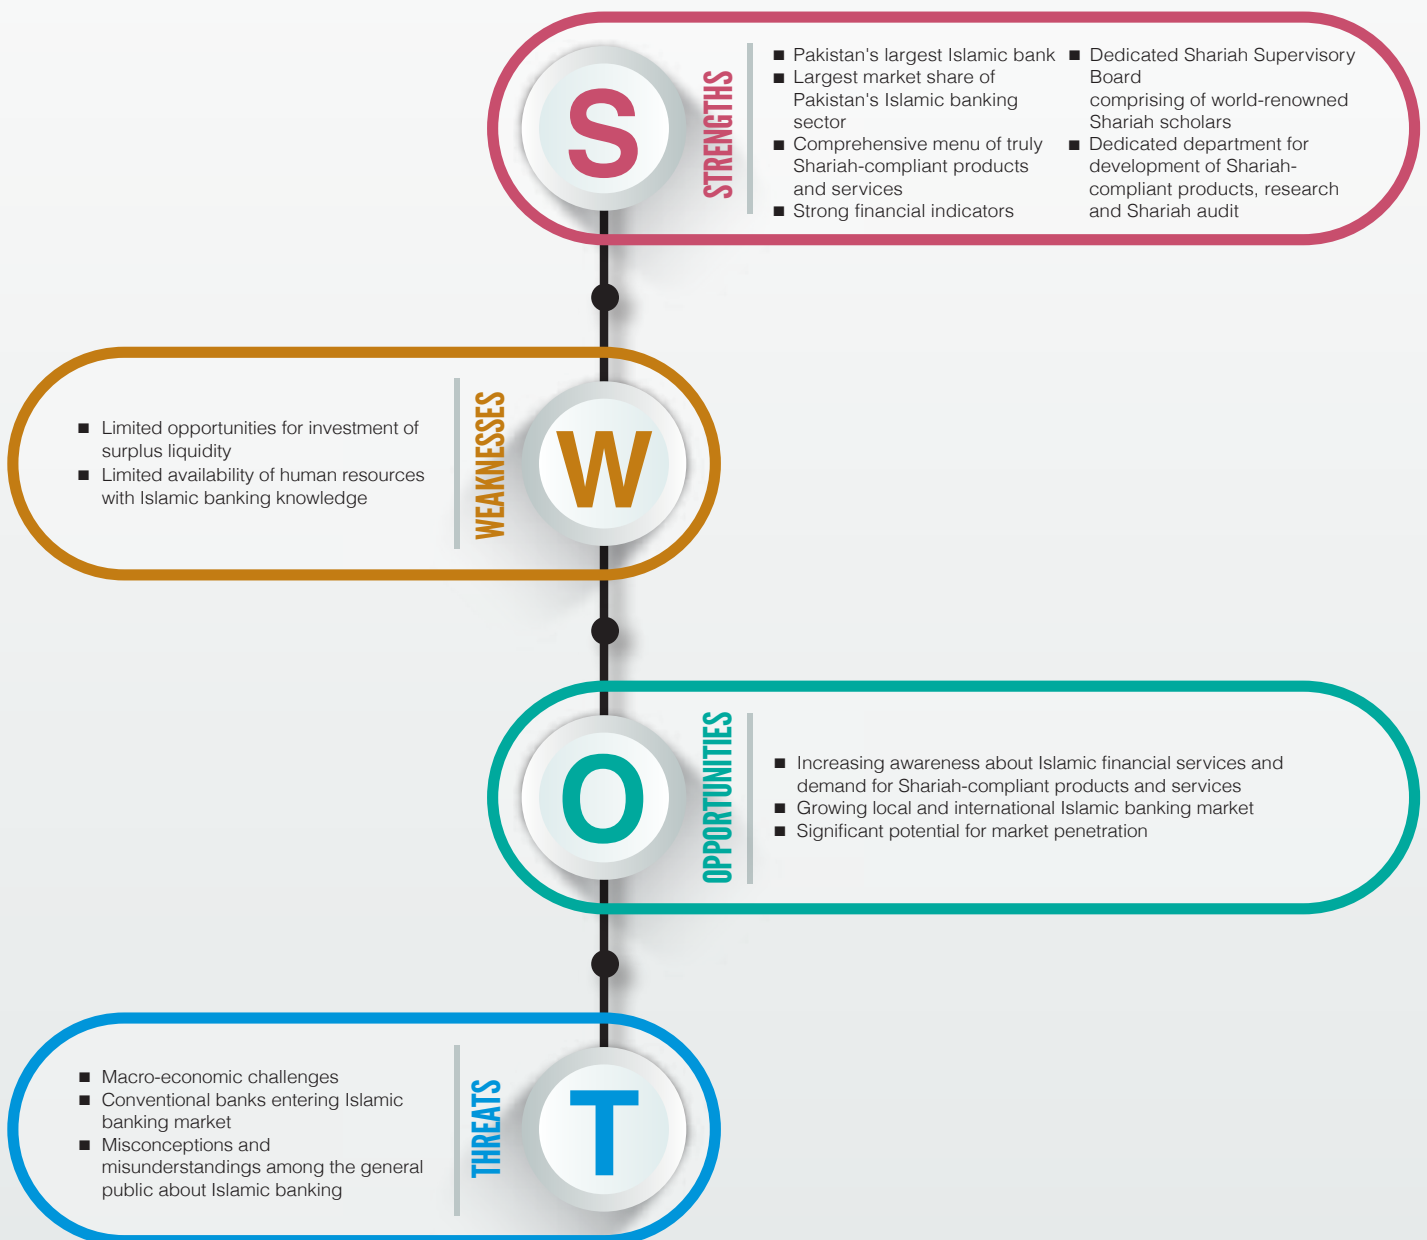 S
STRENGTHS
■ Pakistan's largest Islamic bank
■ Largest market share of
Pakistan's Islamic banking
sector
■ Comprehensive menu of truly
Shariah-compliant products
and services
■ Strong financial indicators
■ Dedicated Shariah Supervisory
Board
comprising of world-renowned
Shariah scholars
■ Dedicated department for
development of Shariah-
compliant products, research
and Shariah audit
W
WEAKNESSES
■ Limited opportunities for investment of
surplus liquidity
■ Limited availability of human resources
with Islamic banking knowledge
O
OPPORTUNITIES
■ Increasing awareness about Islamic financial services and
demand for Shariah-compliant products and services
■ Growing local and international Islamic banking market
■ Significant potential for market penetration
T
THREATS
■ Macro-economic challenges
■ Conventional banks entering Islamic
banking market
■ Misconceptions and
misunderstandings among the general
public about Islamic banking